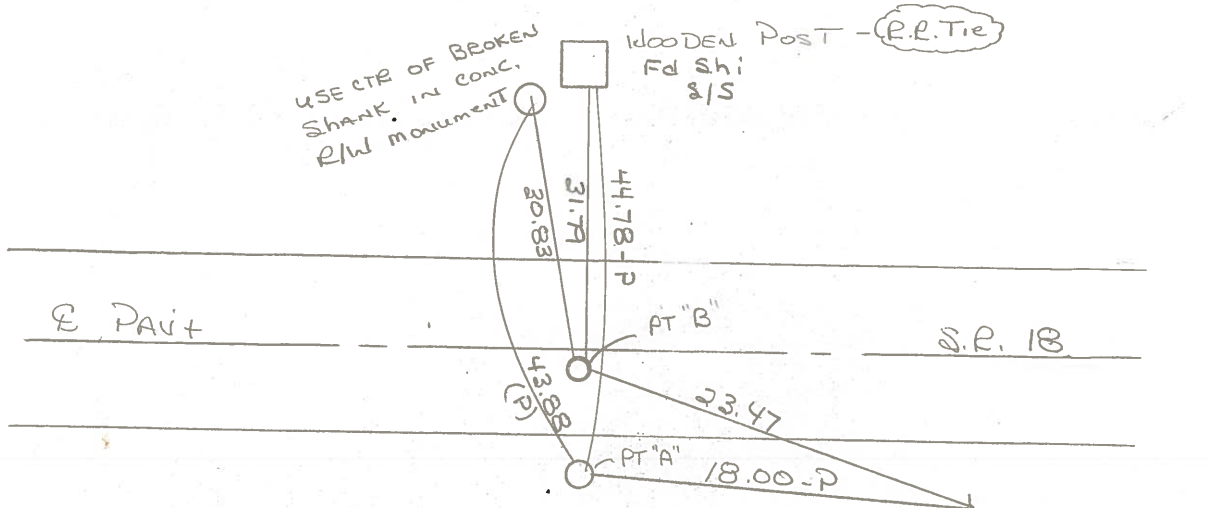 USE CTR OF BROKEN
SHANK IN CONC.
R/W MONUMENT
WOODEN POST - R.R. Tie
Fd Shi
S/S
30.83
31.79
44.78 - P
℄ PAV't
PT "B"
S.R. 18
43.88
(P)
23.47
PT "A"
18.00 - P